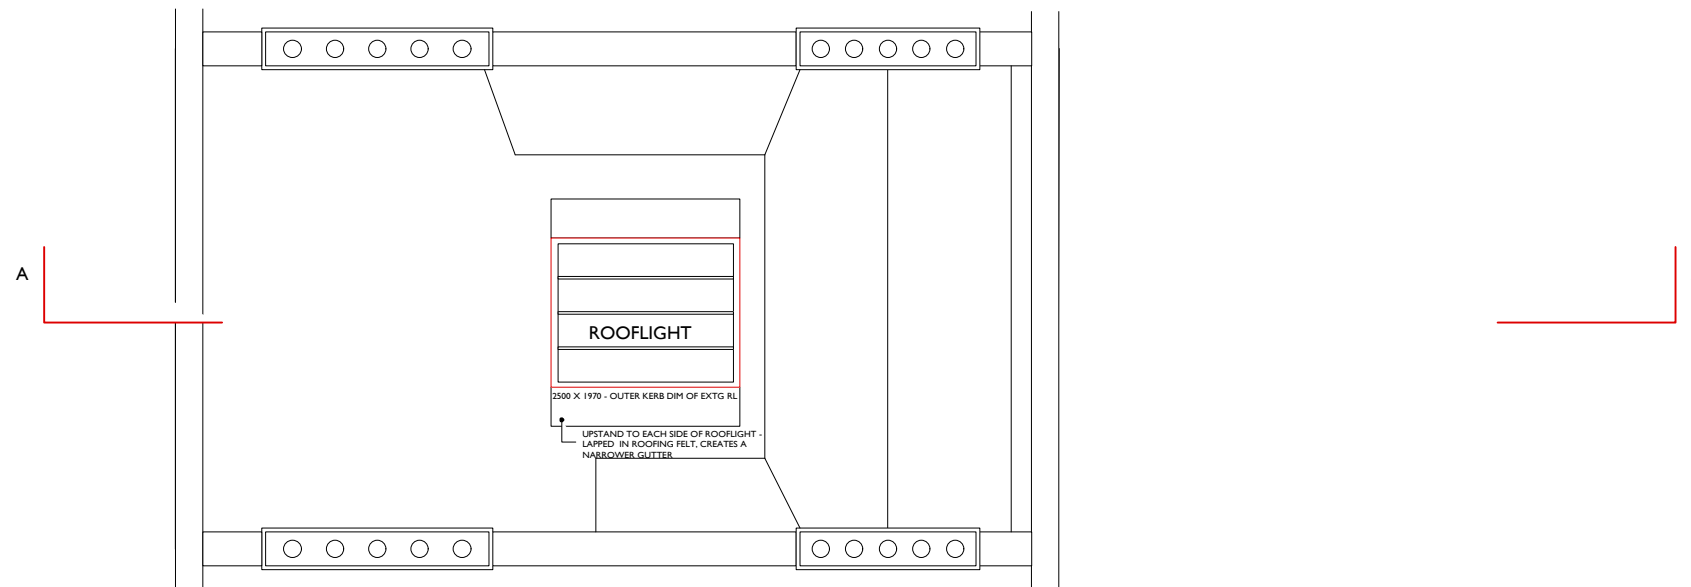 A
ROOFLIGHT
2500 X 1970 - OUTER KERB DIM OF EXTG RL
UPSTAND TO EACH SIDE OF ROOFLIGHT -
LAPPED IN ROOFING FELT, CREATES A
NARROWER GUTTER